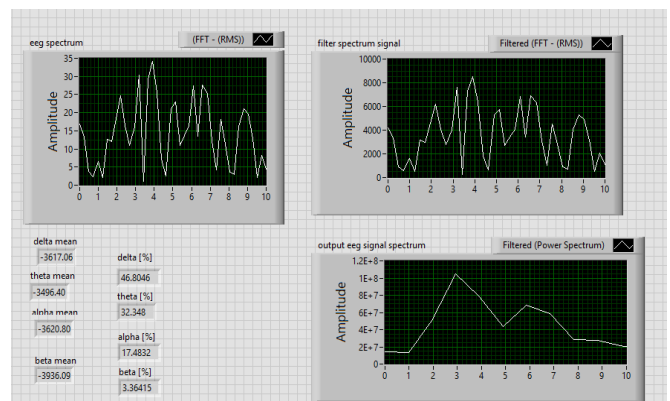 eeg spectrum
(FFT - (RMS))
Amplitude
35-
30-
25-
20-
15-
10-
5-
0-
0 1 2 3 4 5 6 7 8 9 10
filter spectrum signal
Filtered (FFT - (RMS))
Amplitude
10000
8000
6000
4000
2000
0
0 1 2 3 4 5 6 7 8 9 10
delta mean
-3617.06
theta mean
-3496.40
alpha mean
-3620.80
beta mean
-3936.09
delta [%]
46.8046
theta [%]
32.348
alpha [%]
17.4832
beta [%]
3.36415
output eeg signal spectrum
Filtered (Power Spectrum)
Amplitude
1.2E+8-
1E+8-
8E+7-
6E+7-
4E+7-
2E+7-
0-
0 1 2 3 4 5 6 7 8 9 10